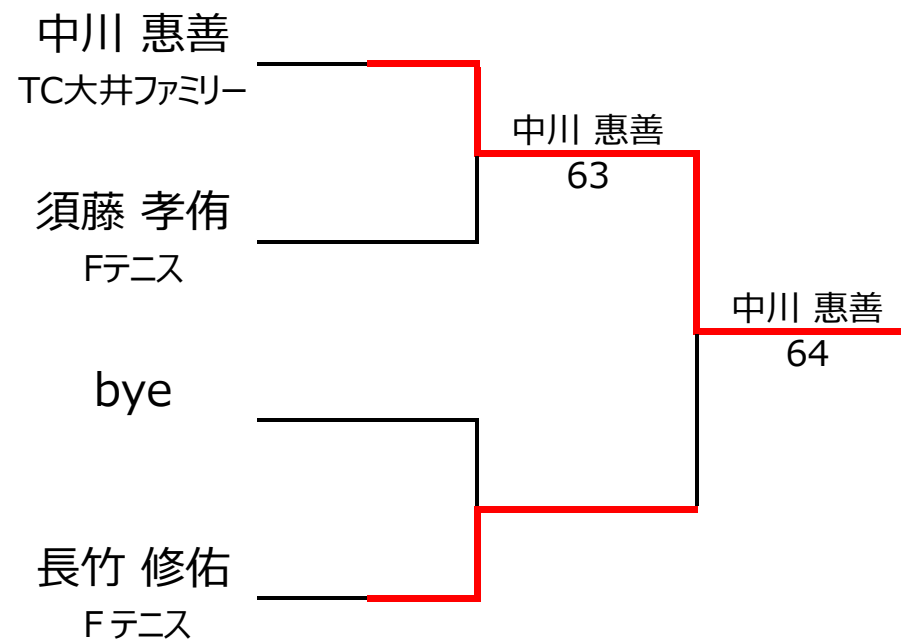 中川 惠善
TC大井ファミリー
中川 惠善
63
須藤 孝侑
Fテニス
中川 惠善
64
bye
長竹 修佑
F テニス